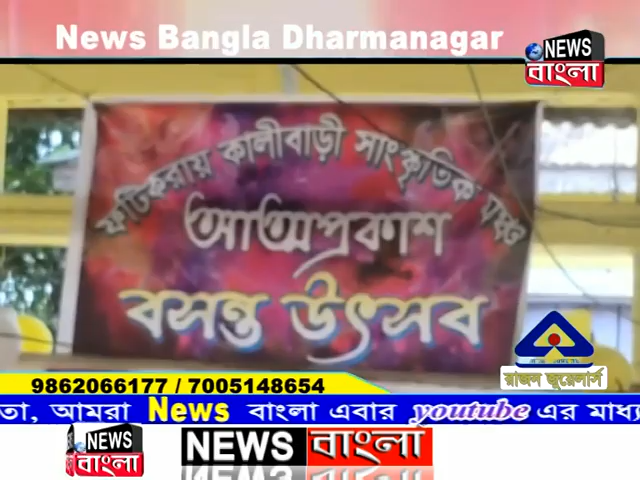 News Bangla Dharmanagar
NEWS
বাংলা
ফটিকরায় কালীবাড়ী সাংস্কৃতিক মঞ্চ
আত্মপ্রকাশ
বসন্ত উৎসব
রাজন জুয়েলার্স
9862066177 / 7005148654
তা, আমরা News বাংলা এবার youtube এর মাধ্য
NEWS
বাংলা
NEWS বাংলা